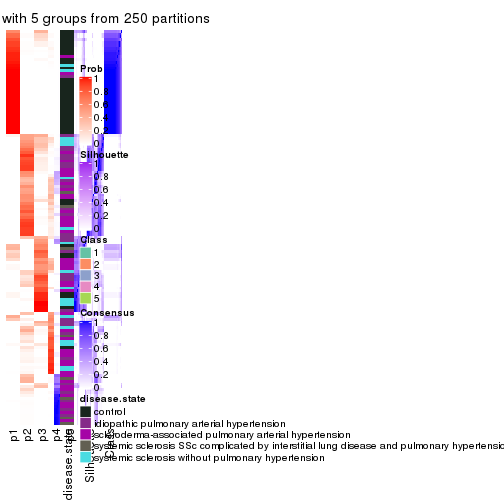 with 5 groups from 250 partitions
Prob
1
0.8
0.6
0.4
0.2
0
Silhouette
1
0.8
0.6
0.4
0.2
0
Class
1
2
3
4
5
Consensus
1
0.8
0.6
0.4
0.2
0
disease.state
control
idiopathic pulmonary arterial hypertension
scleroderma-associated pulmonary arterial hypertension
systemic sclerosis SSc complicated by interstitial lung disease and pulmonary hypertensio
systemic sclerosis without pulmonary hypertension
p1
p2
p3
p4
disease.state
Silh
Class